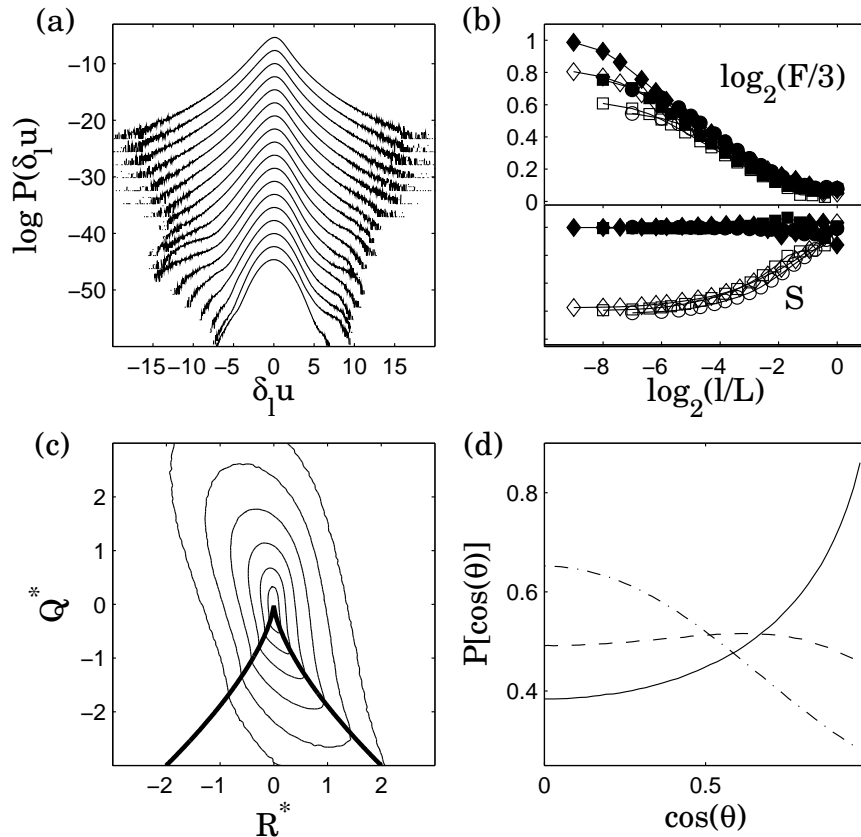 (a)
−10
−20
−30
−40
−50
log P(δ_l u)
−15 −10 −5 0 5 10 15
δ_l u
(b)
1
0.8
0.6
0.4
0.2
0
log₂(F/3)
S
−8 −6 −4 −2 0
log₂(l/L)
(c)
2
1
0
−1
−2
Q*
−2 −1 0 1 2
R*
(d)
0.8
0.6
0.4
P[cos(θ)]
0 0.5
cos(θ)